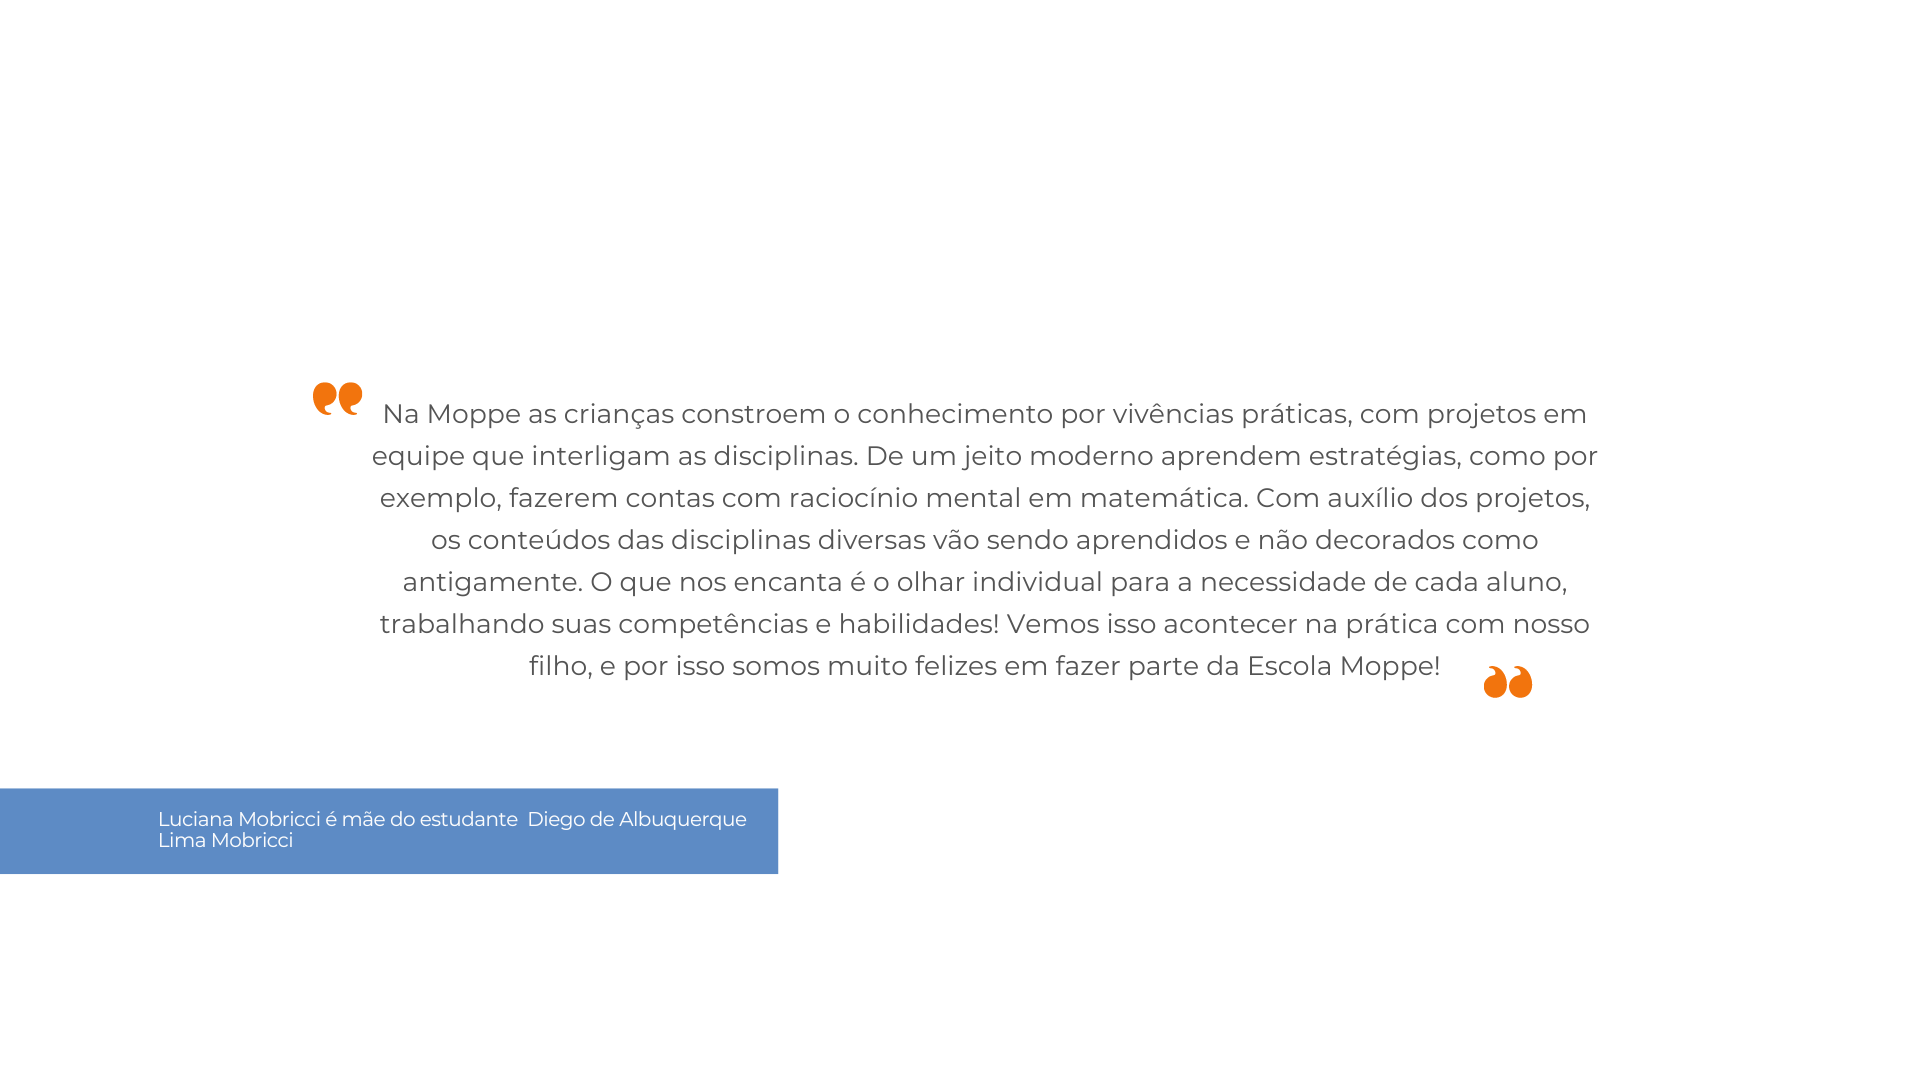 Na Moppe as crianças constroem o conhecimento por vivências práticas, com projetos em
equipe que interligam as disciplinas. De um jeito moderno aprendem estratégias, como por
exemplo, fazerem contas com raciocínio mental em matemática. Com auxílio dos projetos,
os conteúdos das disciplinas diversas vão sendo aprendidos e não decorados como
antigamente. O que nos encanta é o olhar individual para a necessidade de cada aluno,
trabalhando suas competências e habilidades! Vemos isso acontecer na prática com nosso
filho, e por isso somos muito felizes em fazer parte da Escola Moppe!
Luciana Mobricci é mãe do estudante  Diego de Albuquerque
Lima Mobricci